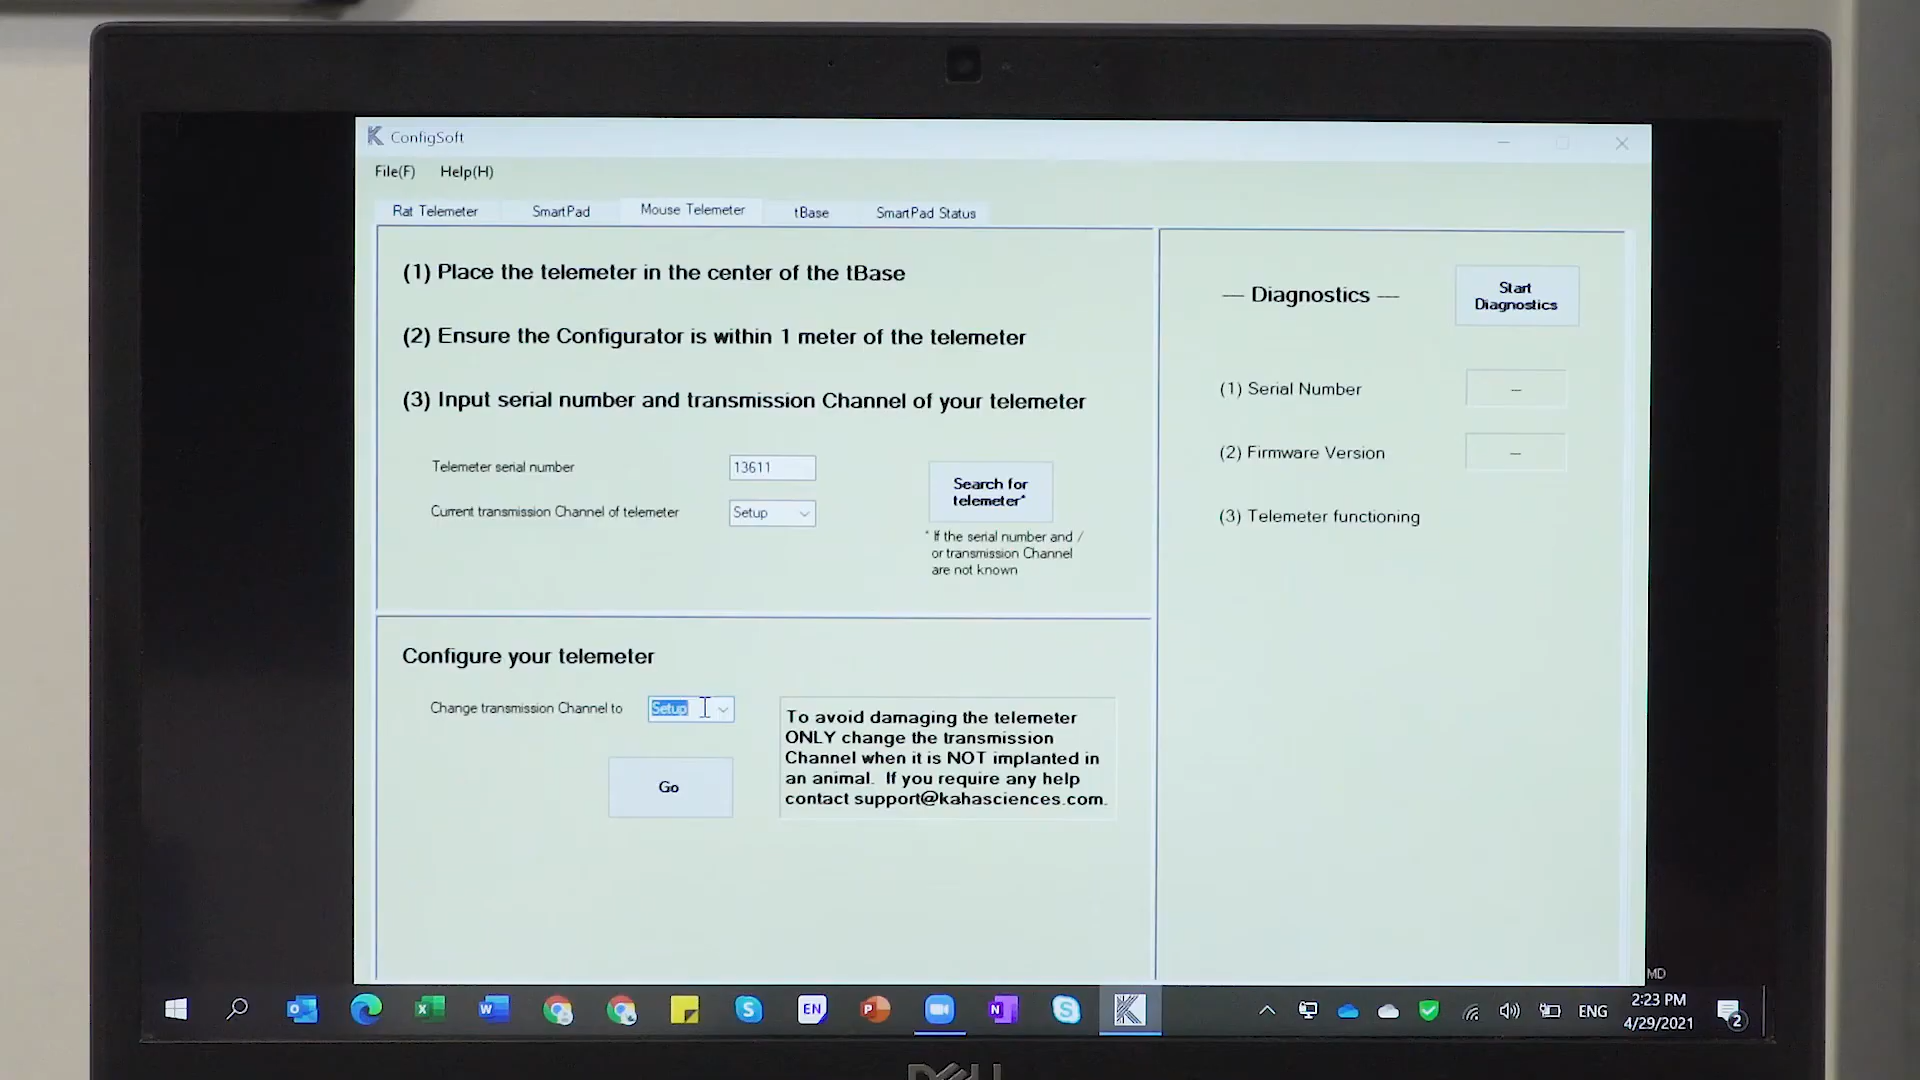 ConfigSoft
File(F) Help(H)
Rat Telemeter SmartPad Mouse Telemeter tBase SmartPad Status
(1) Place the telemeter in the center of the tBase
(2) Ensure the Configurator is within 1 meter of the telemeter
(3) Input serial number and transmission Channel of your telemeter
Telemeter serial number 13611
Current transmission Channel of telemeter Setup
Search for
telemeter*
* If the serial number and /
or transmission Channel
are not known
Configure your telemeter
Change transmission Channel to Setup
Go
To avoid damaging the telemeter
ONLY change the transmission
Channel when it is NOT implanted in
an animal. If you require any help
contact support@kahasciences.com.
--- Diagnostics ---
Start
Diagnostics
(1) Serial Number --
(2) Firmware Version --
(3) Telemeter functioning
MD
EN
ENG
2:23 PM
4/29/2021
2
DELL